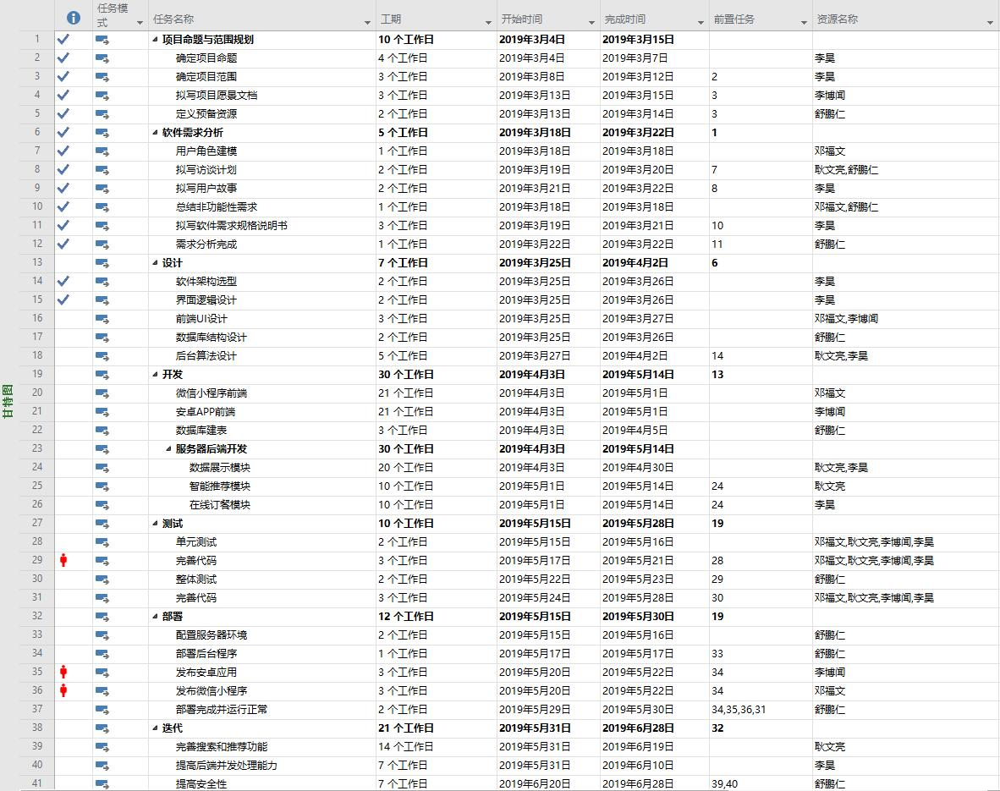 任务模式 任务名称 工期 开始时间 完成时间 前置任务 资源名称
1 项目命题与范围规划 10 个工作日 2019年3月4日 2019年3月15日
2 确定项目命题 4 个工作日 2019年3月4日 2019年3月7日 李昊
3 确定项目范围 3 个工作日 2019年3月8日 2019年3月12日 2 李昊
4 拟写项目愿景文档 3 个工作日 2019年3月13日 2019年3月15日 3 李博闻
5 定义预备资源 2 个工作日 2019年3月13日 2019年3月14日 3 舒鹏仁
6 软件需求分析 5 个工作日 2019年3月18日 2019年3月22日 1
7 用户角色建模 1 个工作日 2019年3月18日 2019年3月18日 邓福文
8 拟写访谈计划 2 个工作日 2019年3月19日 2019年3月20日 7 耿文亮,舒鹏仁
9 拟写用户故事 2 个工作日 2019年3月21日 2019年3月22日 8 李昊
10 总结非功能性需求 1 个工作日 2019年3月18日 2019年3月18日 邓福文,舒鹏仁
11 拟写软件需求规格说明书 3 个工作日 2019年3月19日 2019年3月21日 10 李昊
12 需求分析完成 1 个工作日 2019年3月22日 2019年3月22日 11 舒鹏仁
13 设计 7 个工作日 2019年3月25日 2019年4月2日 6
14 软件架构选型 2 个工作日 2019年3月25日 2019年3月26日 李昊
15 界面逻辑设计 2 个工作日 2019年3月25日 2019年3月26日 李昊
16 前端UI设计 3 个工作日 2019年3月25日 2019年3月27日 邓福文,李博闻
17 数据库结构设计 2 个工作日 2019年3月25日 2019年3月26日 舒鹏仁
18 后台算法设计 5 个工作日 2019年3月27日 2019年4月2日 14 耿文亮,李昊
19 开发 30 个工作日 2019年4月3日 2019年5月14日 13
20 微信小程序前端 21 个工作日 2019年4月3日 2019年5月1日 邓福文
21 安卓APP前端 21 个工作日 2019年4月3日 2019年5月1日 李博闻
22 数据库建表 3 个工作日 2019年4月3日 2019年4月5日 舒鹏仁
23 服务器后端开发 30 个工作日 2019年4月3日 2019年5月14日
24 数据展示模块 20 个工作日 2019年4月3日 2019年4月30日 耿文亮,李昊
25 智能推荐模块 10 个工作日 2019年5月1日 2019年5月14日 24 耿文亮
26 在线订餐模块 10 个工作日 2019年5月1日 2019年5月14日 24 李昊
27 测试 10 个工作日 2019年5月15日 2019年5月28日 19
28 单元测试 2 个工作日 2019年5月15日 2019年5月16日 邓福文,耿文亮,李博闻,李昊
29 完善代码 3 个工作日 2019年5月17日 2019年5月21日 28 邓福文,耿文亮,李博闻,李昊
30 整体测试 2 个工作日 2019年5月22日 2019年5月23日 29 舒鹏仁
31 完善代码 3 个工作日 2019年5月24日 2019年5月28日 30 邓福文,耿文亮,李博闻,李昊
32 部署 12 个工作日 2019年5月15日 2019年5月30日 19
33 配置服务器环境 2 个工作日 2019年5月15日 2019年5月16日 舒鹏仁
34 部署后台程序 1 个工作日 2019年5月17日 2019年5月17日 33 舒鹏仁
35 发布安卓应用 3 个工作日 2019年5月20日 2019年5月22日 34 李博闻
36 发布微信小程序 3 个工作日 2019年5月20日 2019年5月22日 34 邓福文
37 部署完成并运行正常 2 个工作日 2019年5月29日 2019年5月30日 34,35,36,31 舒鹏仁
38 迭代 21 个工作日 2019年5月31日 2019年6月28日 32
39 完善搜索和推荐功能 14 个工作日 2019年5月31日 2019年6月19日 耿文亮
40 提高后端并发处理能力 7 个工作日 2019年5月31日 2019年6月10日 李昊
41 提高安全性 7 个工作日 2019年6月20日 2019年6月28日 39,40 舒鹏仁
甘特图